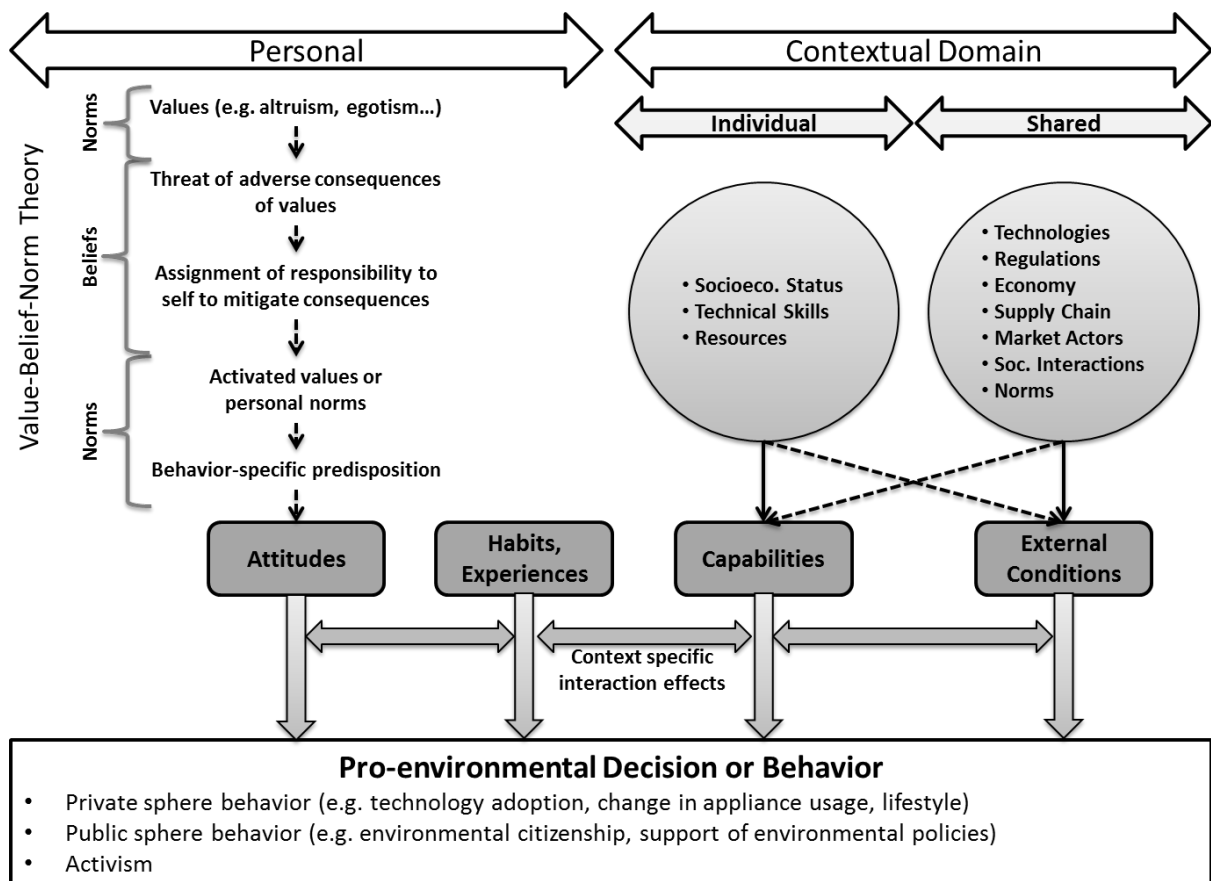 Personal
Contextual Domain
Individual
Shared
Value-Belief-Norm Theory
Norms
Beliefs
Norms
Values (e.g. altruism, egotism…)
Threat of adverse consequences
of values
Assignment of responsibility to
self to mitigate consequences
Activated values or
personal norms
Behavior-specific predisposition
• Socioeco. Status
• Technical Skills
• Resources
• Technologies
• Regulations
• Economy
• Supply Chain
• Market Actors
• Soc. Interactions
• Norms
Attitudes
Habits,
Experiences
Capabilities
External
Conditions
Context specific
interaction effects
Pro-environmental Decision or Behavior
• Private sphere behavior (e.g. technology adoption, change in appliance usage, lifestyle)
• Public sphere behavior (e.g. environmental citizenship, support of environmental policies)
• Activism